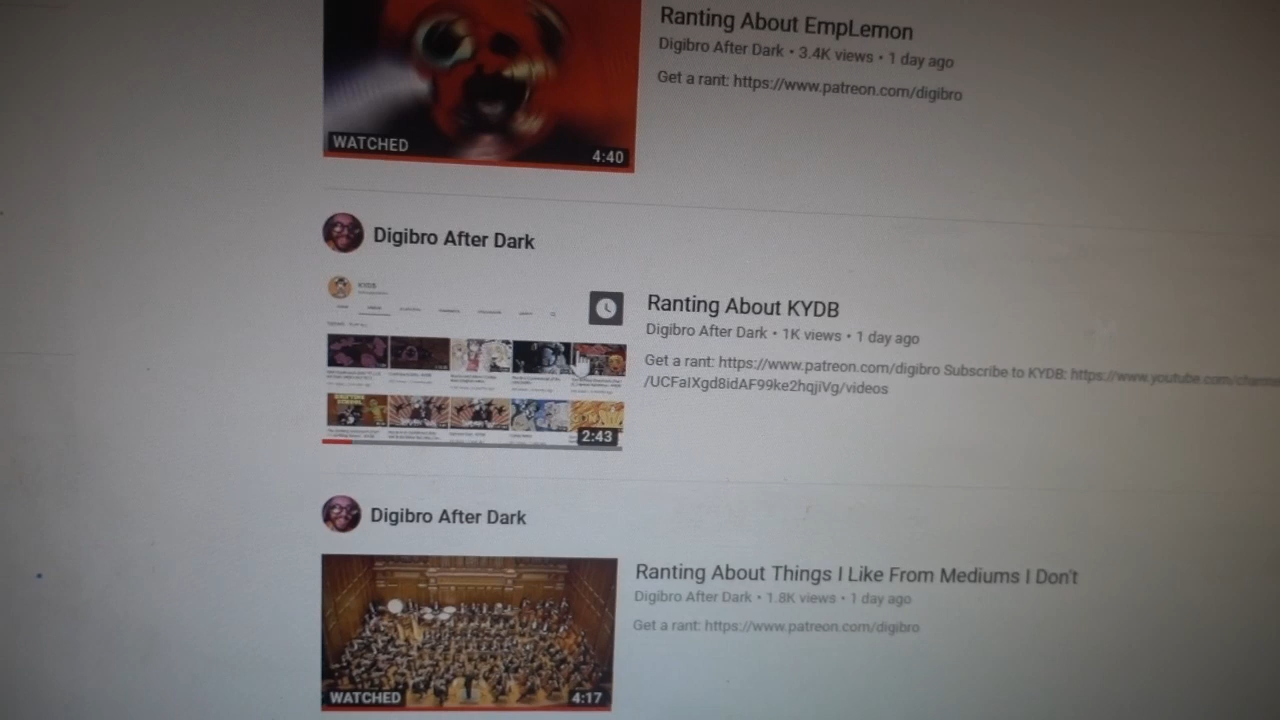 Ranting About EmpLemon
Digibro After Dark • 3.4K views • 1 day ago
Get a rant: https://www.patreon.com/digibro
WATCHED
4:40
Digibro After Dark
KYDB
Ranting About KYDB
Digibro After Dark • 1K views • 1 day ago
Get a rant: https://www.patreon.com/digibro Subscribe to KYDB: https://www.youtube.com/channe
/UCFaIXgd8idAF99ke2hqjiVg/videos
2:43
Digibro After Dark
Ranting About Things I Like From Mediums I Don't
Digibro After Dark • 1.8K views • 1 day ago
Get a rant: https://www.patreon.com/digibro
WATCHED
4:17